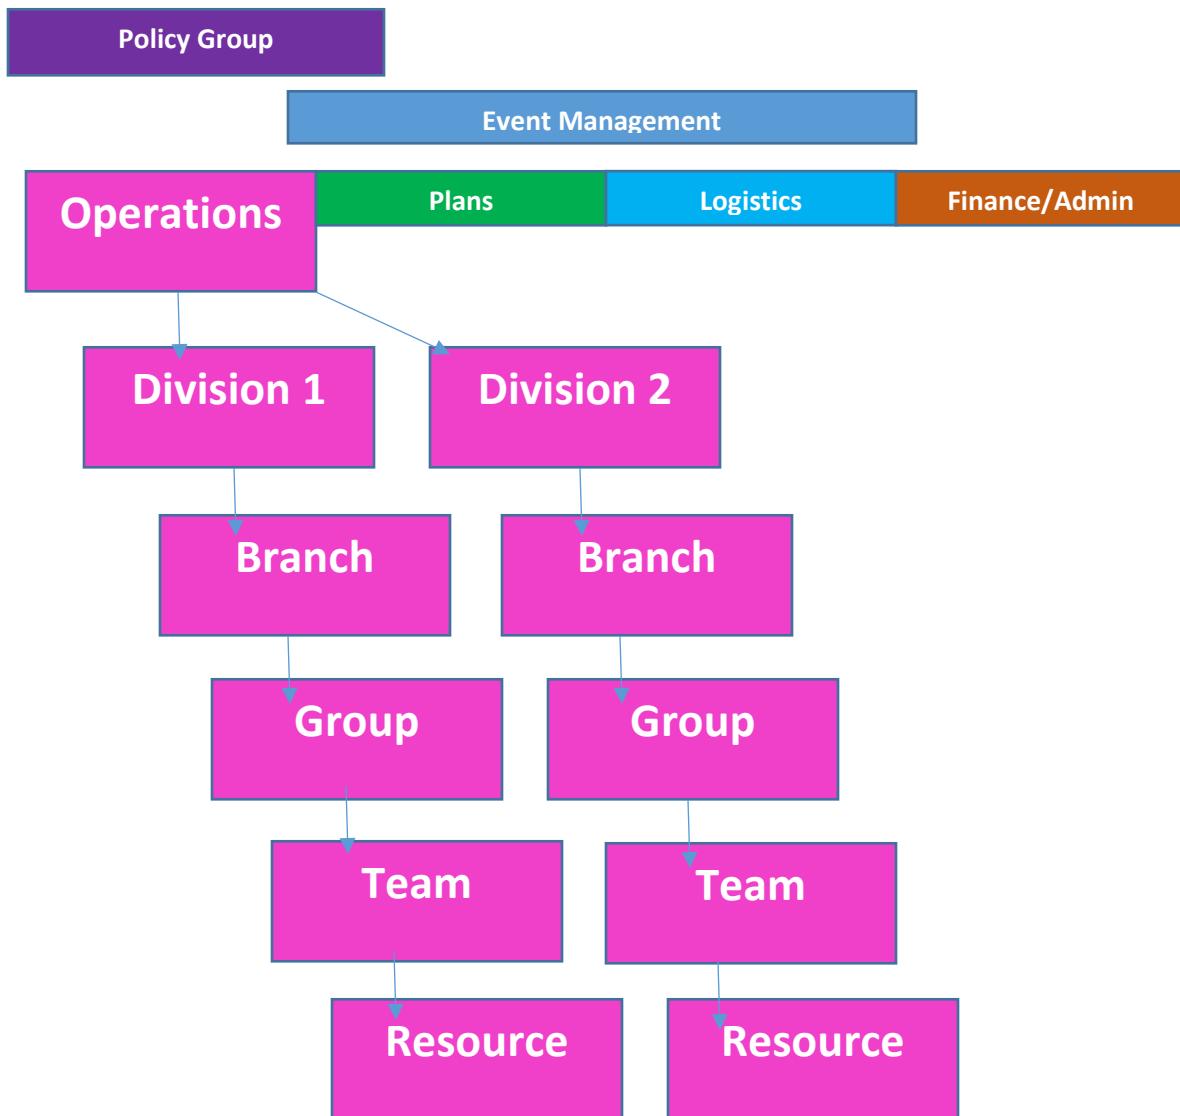 Policy Group
Event Management
Operations
Plans
Logistics
Finance/Admin
Division 1
Division 2
Branch
Branch
Group
Group
Team
Team
Resource
Resource